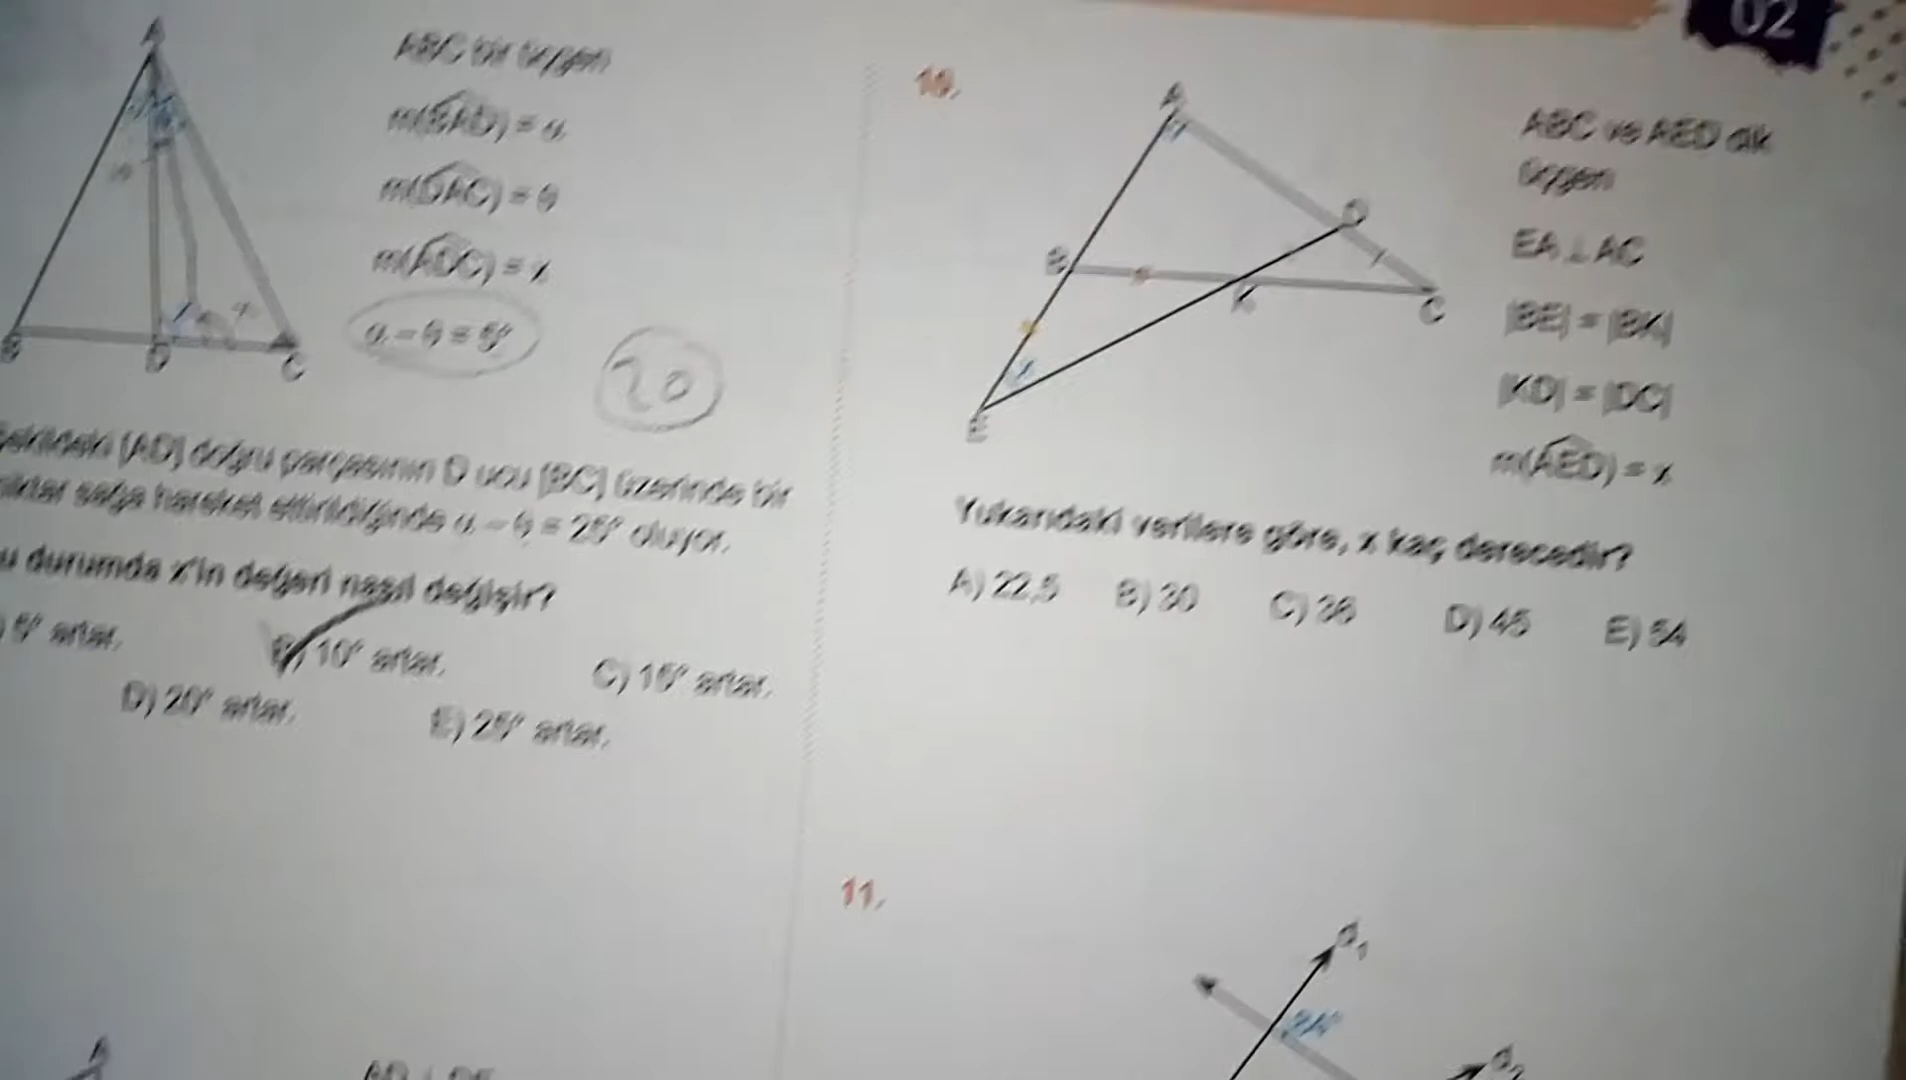 02
A
B
D
C
ABC bir üçgen
m(BAD) = a
m(DAC) = b
m(ADC) = x
a - b = 5°
20
[AD] doğru parçasının D ucu [BC] üzerinde bir
miktar sağa hareket ettirildiğinde a - b = 25° oluyor.
durumda x'in değeri nasıl değişir?
5° artar.
B) 10° artar.
C) 15° artar.
D) 20° artar.
E) 25° artar.
10.
A
B
D
K
C
E
x
ABC ve AED dik
üçgen
EA ⊥ AC
|BE| = |BK|
|KD| = |DC|
m(AED) = x
Yukarıdaki verilere göre, x kaç derecedir?
A) 22,5 B) 30 C) 36 D) 45 E) 54
11.
d₁
24°
d₂
A